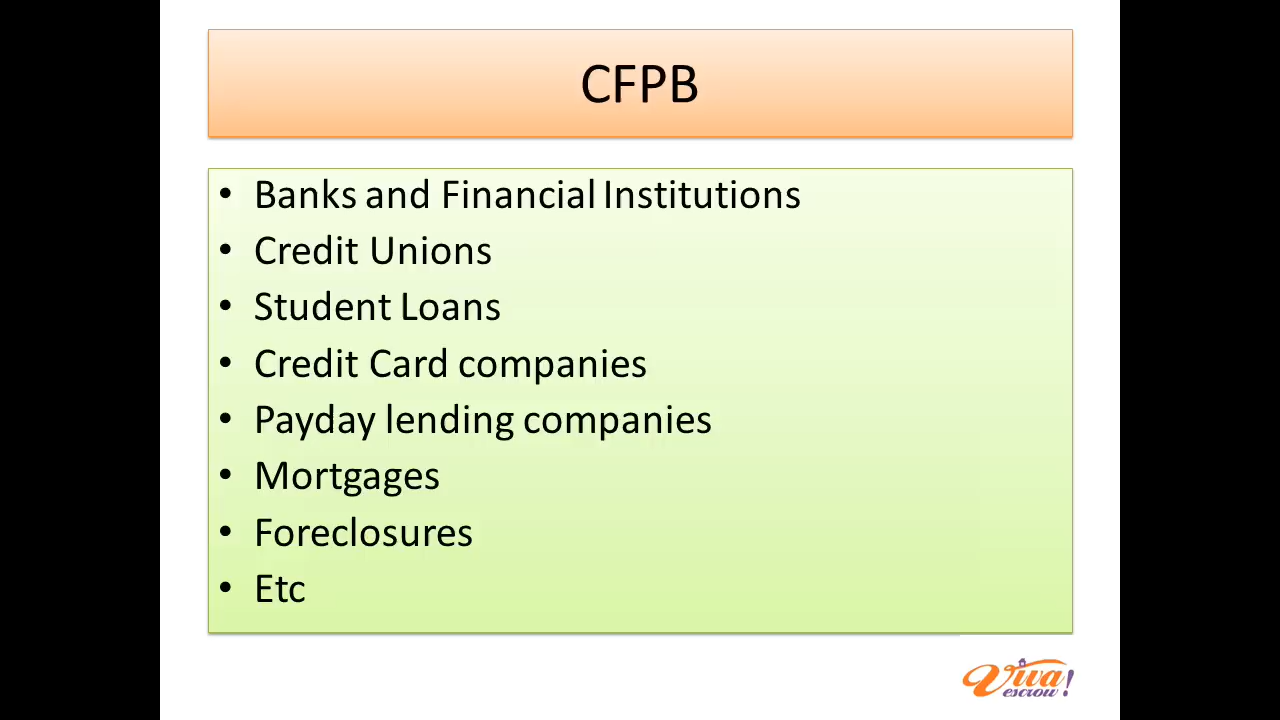 CFPB
• Banks and Financial Institutions
• Credit Unions
• Student Loans
• Credit Card companies
• Payday lending companies
• Mortgages
• Foreclosures
• Etc
Viva!
escrow